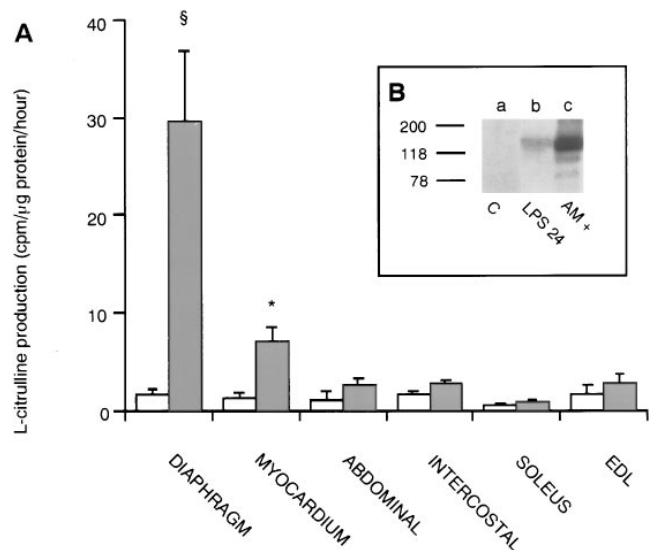 A
L-citrulline production (cpm/µg protein/hour)
40
30
20
10
0
§
*
DIAPHRAGM
MYOCARDIUM
ABDOMINAL
INTERCOSTAL
SOLEUS
EDL
B
a b c
200
118
78
C
LPS 24
AM +